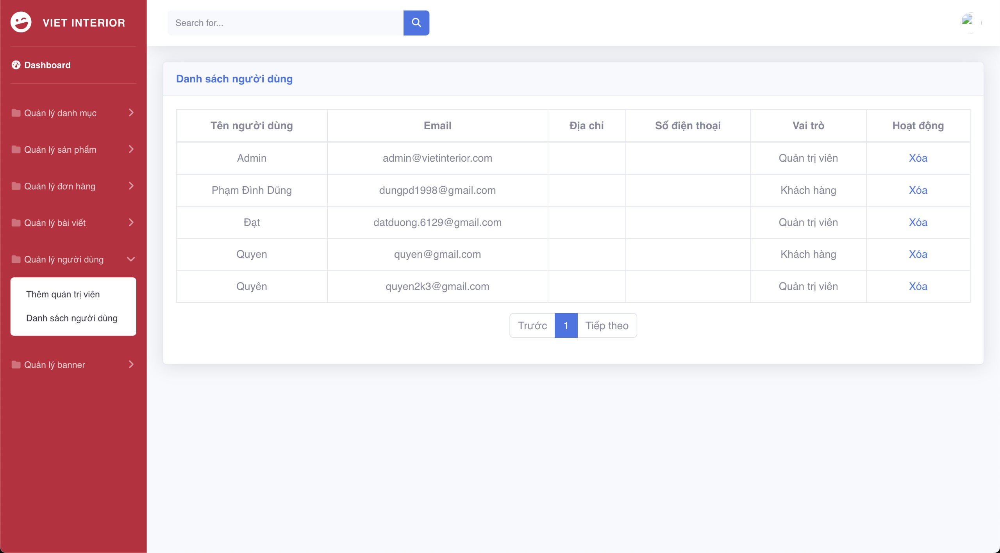 VIET INTERIOR
Search for...
Dashboard
Quản lý danh mục
Quản lý sản phẩm
Quản lý đơn hàng
Quản lý bài viết
Quản lý người dùng
Thêm quản trị viên
Danh sách người dùng
Quản lý banner
Danh sách người dùng
Tên người dùng Email Địa chỉ Số điện thoại Vai trò Hoạt động
Admin admin@vietinterior.com Quản trị viên Xóa
Phạm Đình Dũng dungpd1998@gmail.com Khách hàng Xóa
Đạt datduong.6129@gmail.com Quản trị viên Xóa
Quyen quyen@gmail.com Khách hàng Xóa
Quyên quyen2k3@gmail.com Quản trị viên Xóa
Trước 1 Tiếp theo